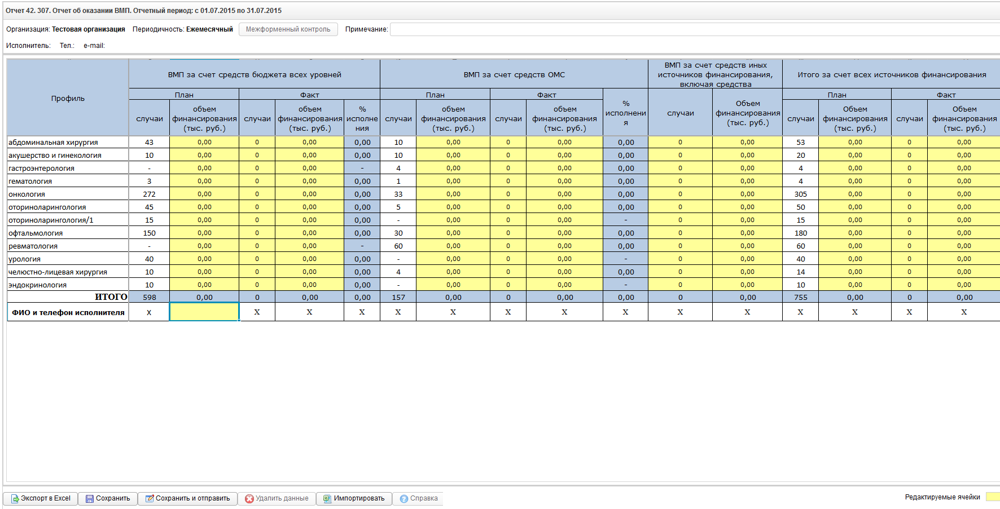 Отчет 42. 307. Отчет об оказании ВМП. Отчетный период: с 01.07.2015 по 31.07.2015
Организация: Тестовая организация Периодичность: Ежемесячный Межформенный контроль Примечание:
Исполнитель: Тел.: e-mail:
Профиль
ВМП за счет средств бюджета всех уровней
ВМП за счет средств ОМС
ВМП за счет средств иных
источников финансирования,
включая средства
Итого за счет всех источников финансирования
План Факт План Факт План Факт
случаи
объем
финансирования
(тыс. руб.)
случаи
объем
финансирования
(тыс. руб.)
%
исполне
ния
случаи
объем
финансирования
(тыс. руб.)
случаи
объем
финансирования
(тыс. руб.)
%
исполнени
я
случаи
Объем
финансирования
(тыс. руб.)
случаи
Объем
финансирования
(тыс. руб.)
случаи
Объем
финансирования
(тыс. руб.)
абдоминальная хирургия 43 0,00 0 0,00 0,00 10 0,00 0 0,00 0,00 0 0,00 53 0,00 0 0,00
акушерство и гинекология 10 0,00 0 0,00 0,00 10 0,00 0 0,00 0,00 0 0,00 20 0,00 0 0,00
гастроэнтерология - 0,00 0 0,00 - 4 0,00 0 0,00 0,00 0 0,00 4 0,00 0 0,00
гематология 3 0,00 0 0,00 0,00 1 0,00 0 0,00 0,00 0 0,00 4 0,00 0 0,00
онкология 272 0,00 0 0,00 0,00 33 0,00 0 0,00 0,00 0 0,00 305 0,00 0 0,00
оториноларингология 45 0,00 0 0,00 0,00 5 0,00 0 0,00 0,00 0 0,00 50 0,00 0 0,00
оториноларингология/1 15 0,00 0 0,00 0,00 - 0,00 0 0,00 - 0 0,00 15 0,00 0 0,00
офтальмология 150 0,00 0 0,00 0,00 30 0,00 0 0,00 0,00 0 0,00 180 0,00 0 0,00
ревматология - 0,00 0 0,00 - 60 0,00 0 0,00 0,00 0 0,00 60 0,00 0 0,00
урология 40 0,00 0 0,00 0,00 - 0,00 0 0,00 - 0 0,00 40 0,00 0 0,00
челюстно-лицевая хирургия 10 0,00 0 0,00 0,00 4 0,00 0 0,00 0,00 0 0,00 14 0,00 0 0,00
эндокринология 10 0,00 0 0,00 0,00 - 0,00 0 0,00 - 0 0,00 10 0,00 0 0,00
ИТОГО 598 0,00 0 0,00 0,00 157 0,00 0 0,00 0,00 0 0,00 755 0,00 0 0,00
ФИО и телефон исполнителя X X X X X X X X X X X X X X X
Экспорт в Excel Сохранить Сохранить и отправить Удалить данные Импортировать Справка Редактируемые ячейки